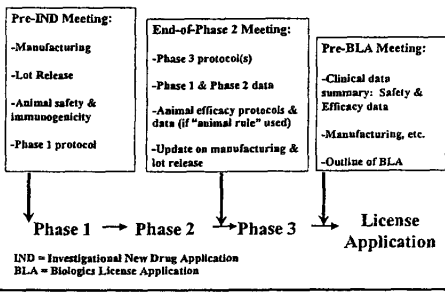 Pre-IND Meeting:
-Manufacturing
-Lot Release
-Animal safety &
immunogenicity
-Phase 1 protocol
End-of-Phase 2 Meeting:
-Phase 3 protocol(s)
-Phase 1 & Phase 2 data
-Animal efficacy protocols &
data (if "animal rule" used)
-Update on manufacturing &
lot release
Pre-BLA Meeting:
-Clinical data
summary: Safety &
Efficacy data
-Manufacturing, etc.
-Outline of BLA
Phase 1 → Phase 2 → Phase 3 → License
Application
IND = Investigational New Drug Application
BLA = Biologics License Application